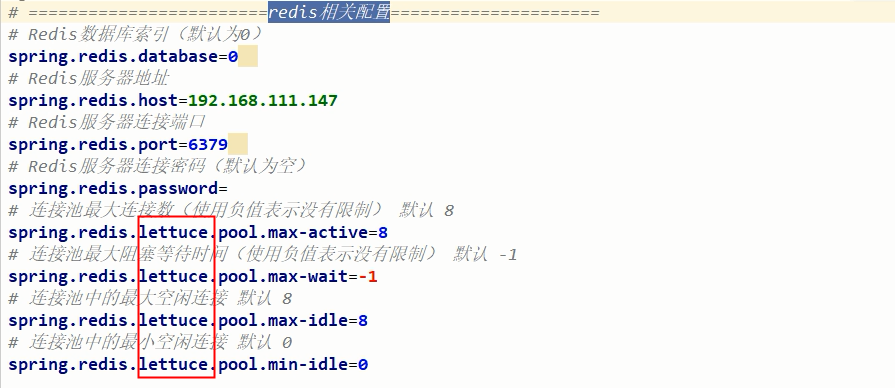 # ========================redis相关配置=====================
# Redis数据库索引（默认为0）
spring.redis.database=0
# Redis服务器地址
spring.redis.host=192.168.111.147
# Redis服务器连接端口
spring.redis.port=6379
# Redis服务器连接密码（默认为空）
spring.redis.password=
# 连接池最大连接数（使用负值表示没有限制） 默认 8
spring.redis.lettuce.pool.max-active=8
# 连接池最大阻塞等待时间（使用负值表示没有限制） 默认 -1
spring.redis.lettuce.pool.max-wait=-1
# 连接池中的最大空闲连接 默认 8
spring.redis.lettuce.pool.max-idle=8
# 连接池中的最小空闲连接 默认 0
spring.redis.lettuce.pool.min-idle=0